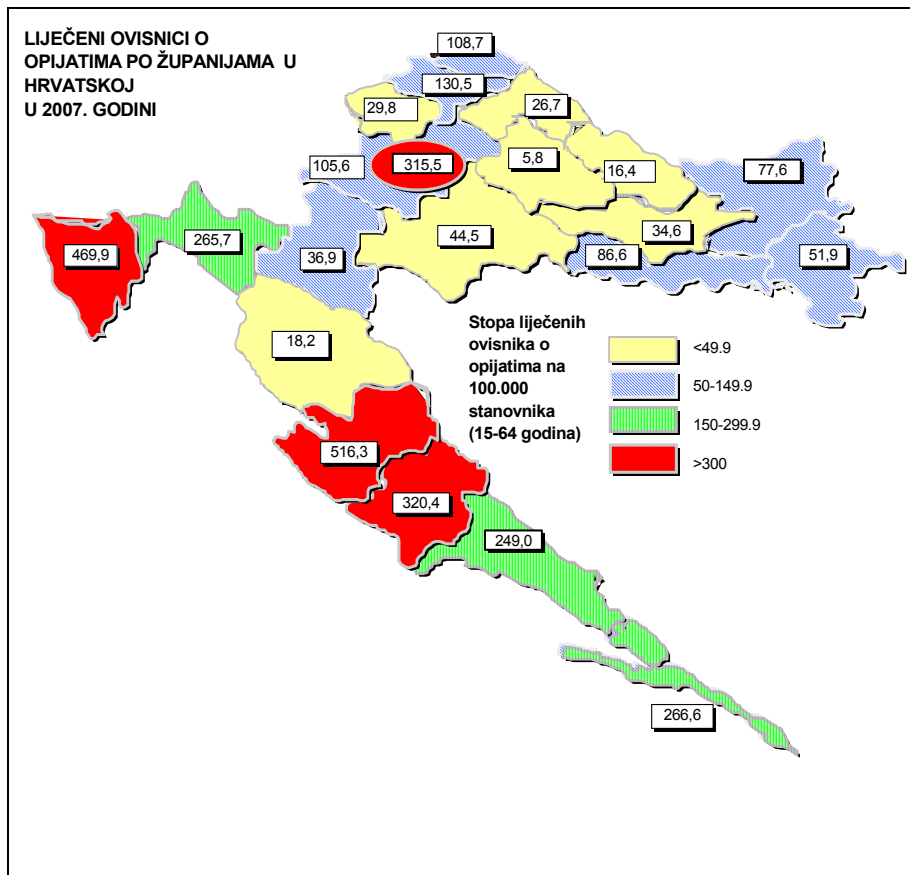 LIJEČENI OVISNICI O
OPIJATIMA PO ŽUPANIJAMA U
HRVATSKOJ
U 2007. GODINI
108,7
130,5
29,8
26,7
105,6
315,5
5,8
16,4
77,6
469,9
265,7
36,9
44,5
34,6
86,6
51,9
18,2
Stopa liječenih
ovisnika o
opijatima na
100.000
stanovnika
(15-64 godina)
<49.9
50-149.9
150-299.9
>300
516,3
320,4
249,0
266,6